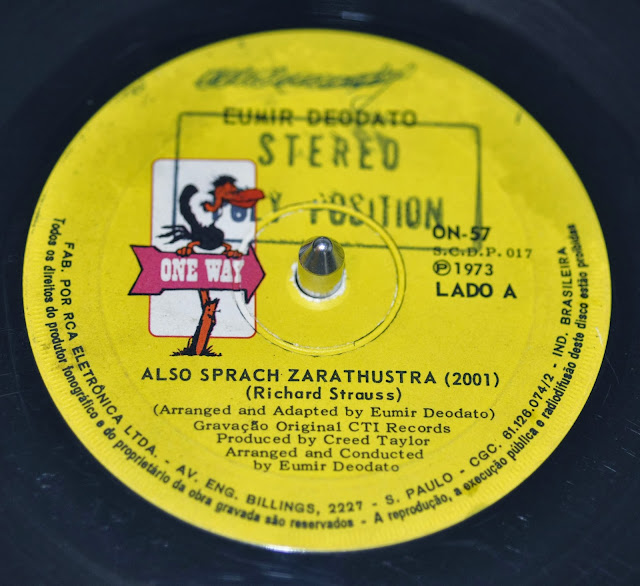 EUMIR DEODATO
STEREO
POSITION
ONE WAY
ON-57
S.C.D.P. 017
Ⓟ 1973
LADO A
ALSO SPRACH ZARATHUSTRA (2001)
(Richard Strauss)
(Arranged and Adapted by Eumir Deodato)
Gravação Original CTI Records
Produced by Creed Taylor
Arranged and Conducted
by Eumir Deodato
FAB. POR RCA ELETRÔNICA LTDA. - AV. ENG. BILLINGS, 2227 - S. PAULO - CGC. 61.126.074/2 - IND. BRASILEIRA
Todos os direitos do produtor fonográfico e do proprietário da obra gravada são reservados - A reprodução, a execução pública e radiodifusão deste disco estão proibidas